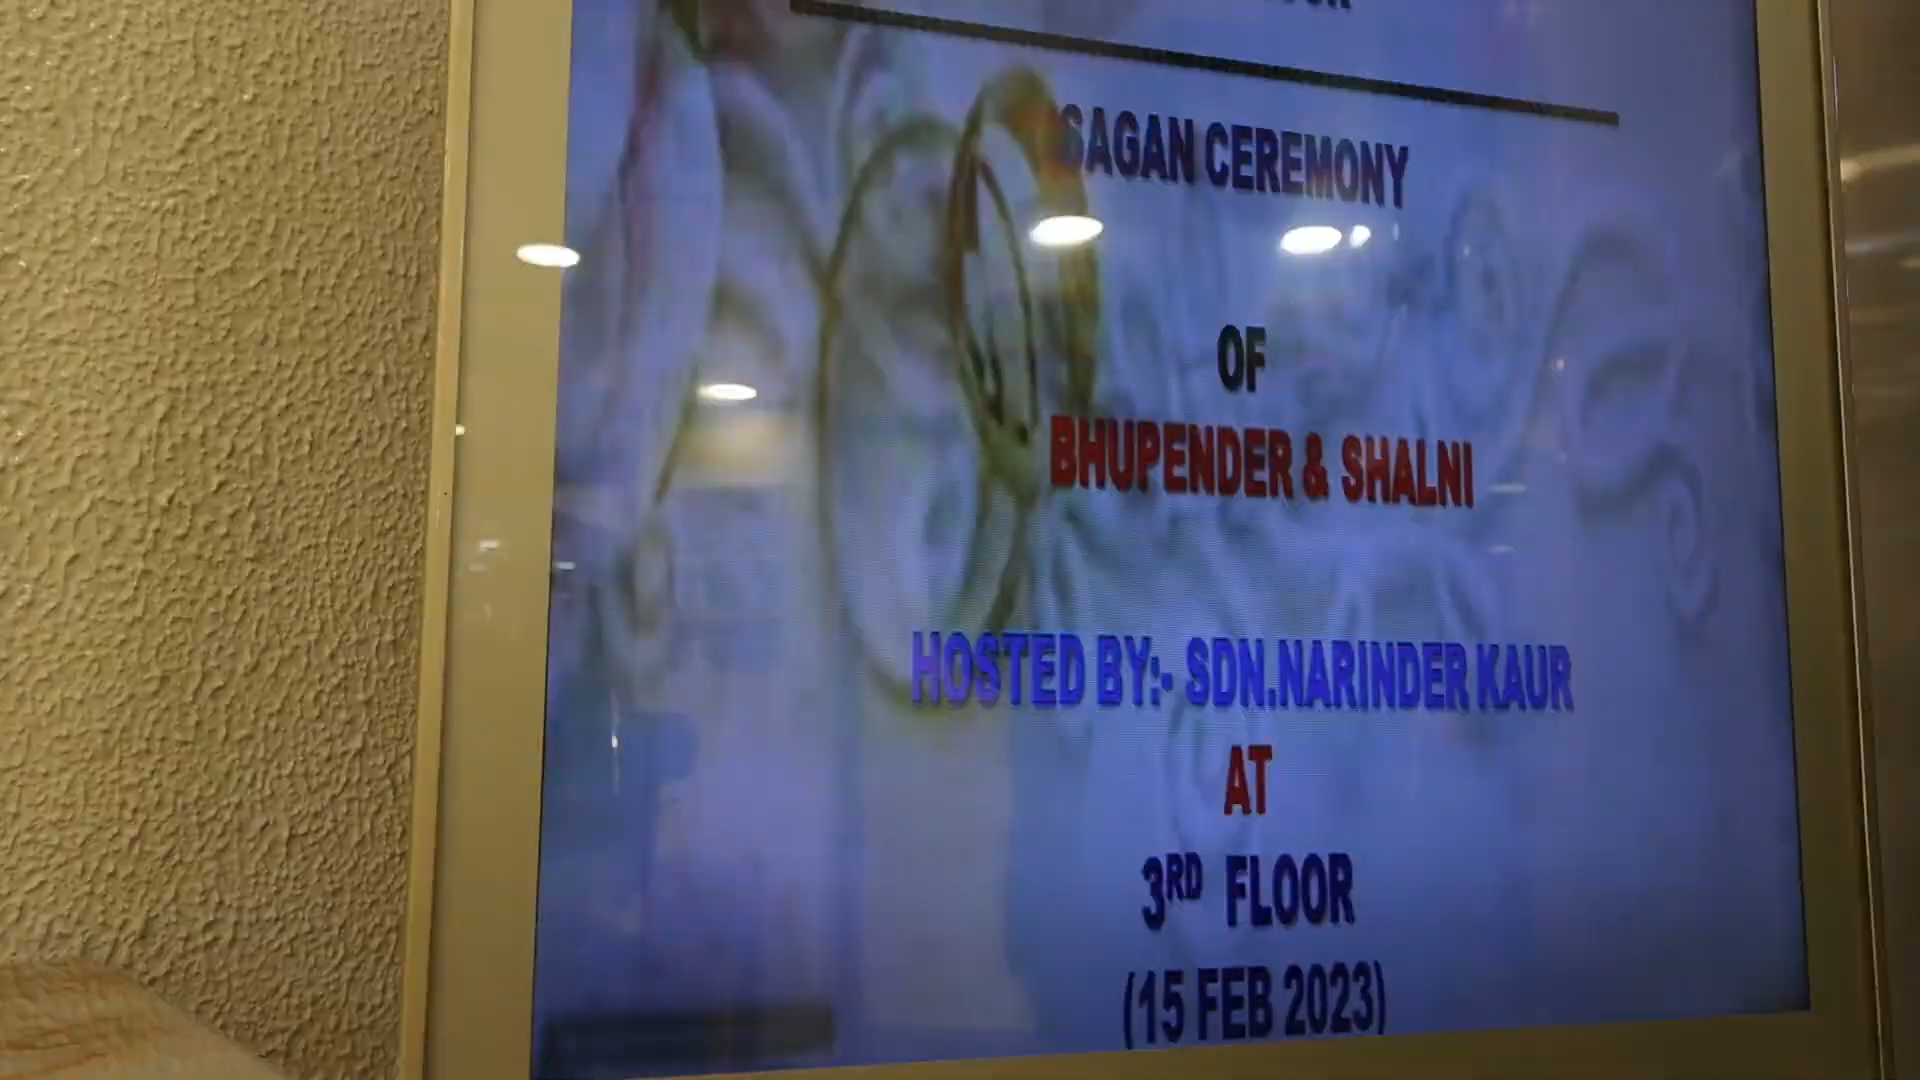 SAGAN CEREMONY
OF
BHUPENDER & SHALNI
HOSTED BY:- SDN.NARINDER KAUR
AT
3RD FLOOR
(15 FEB 2023)